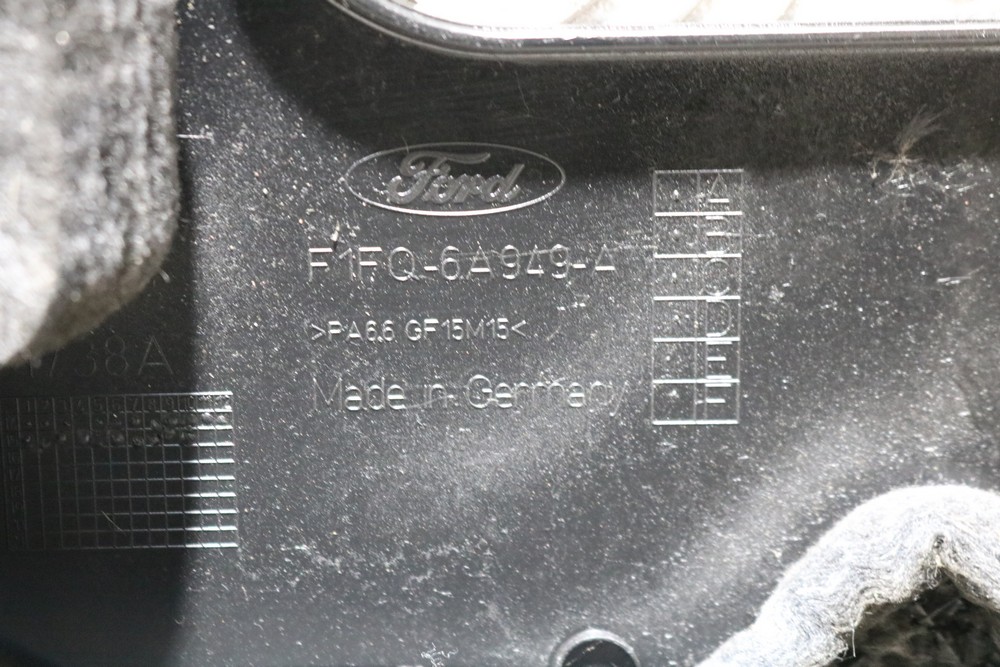 Ford
F1FQ-6A949-A
>PA6.6 GF15M15<
738A
Made in Germany